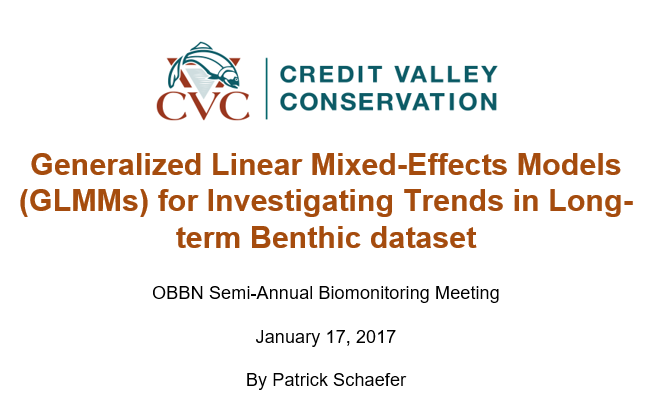 CVC
CREDIT VALLEY
CONSERVATION
Generalized Linear Mixed-Effects Models
(GLMMs) for Investigating Trends in Long-
term Benthic dataset
OBBN Semi-Annual Biomonitoring Meeting
January 17, 2017
By Patrick Schaefer